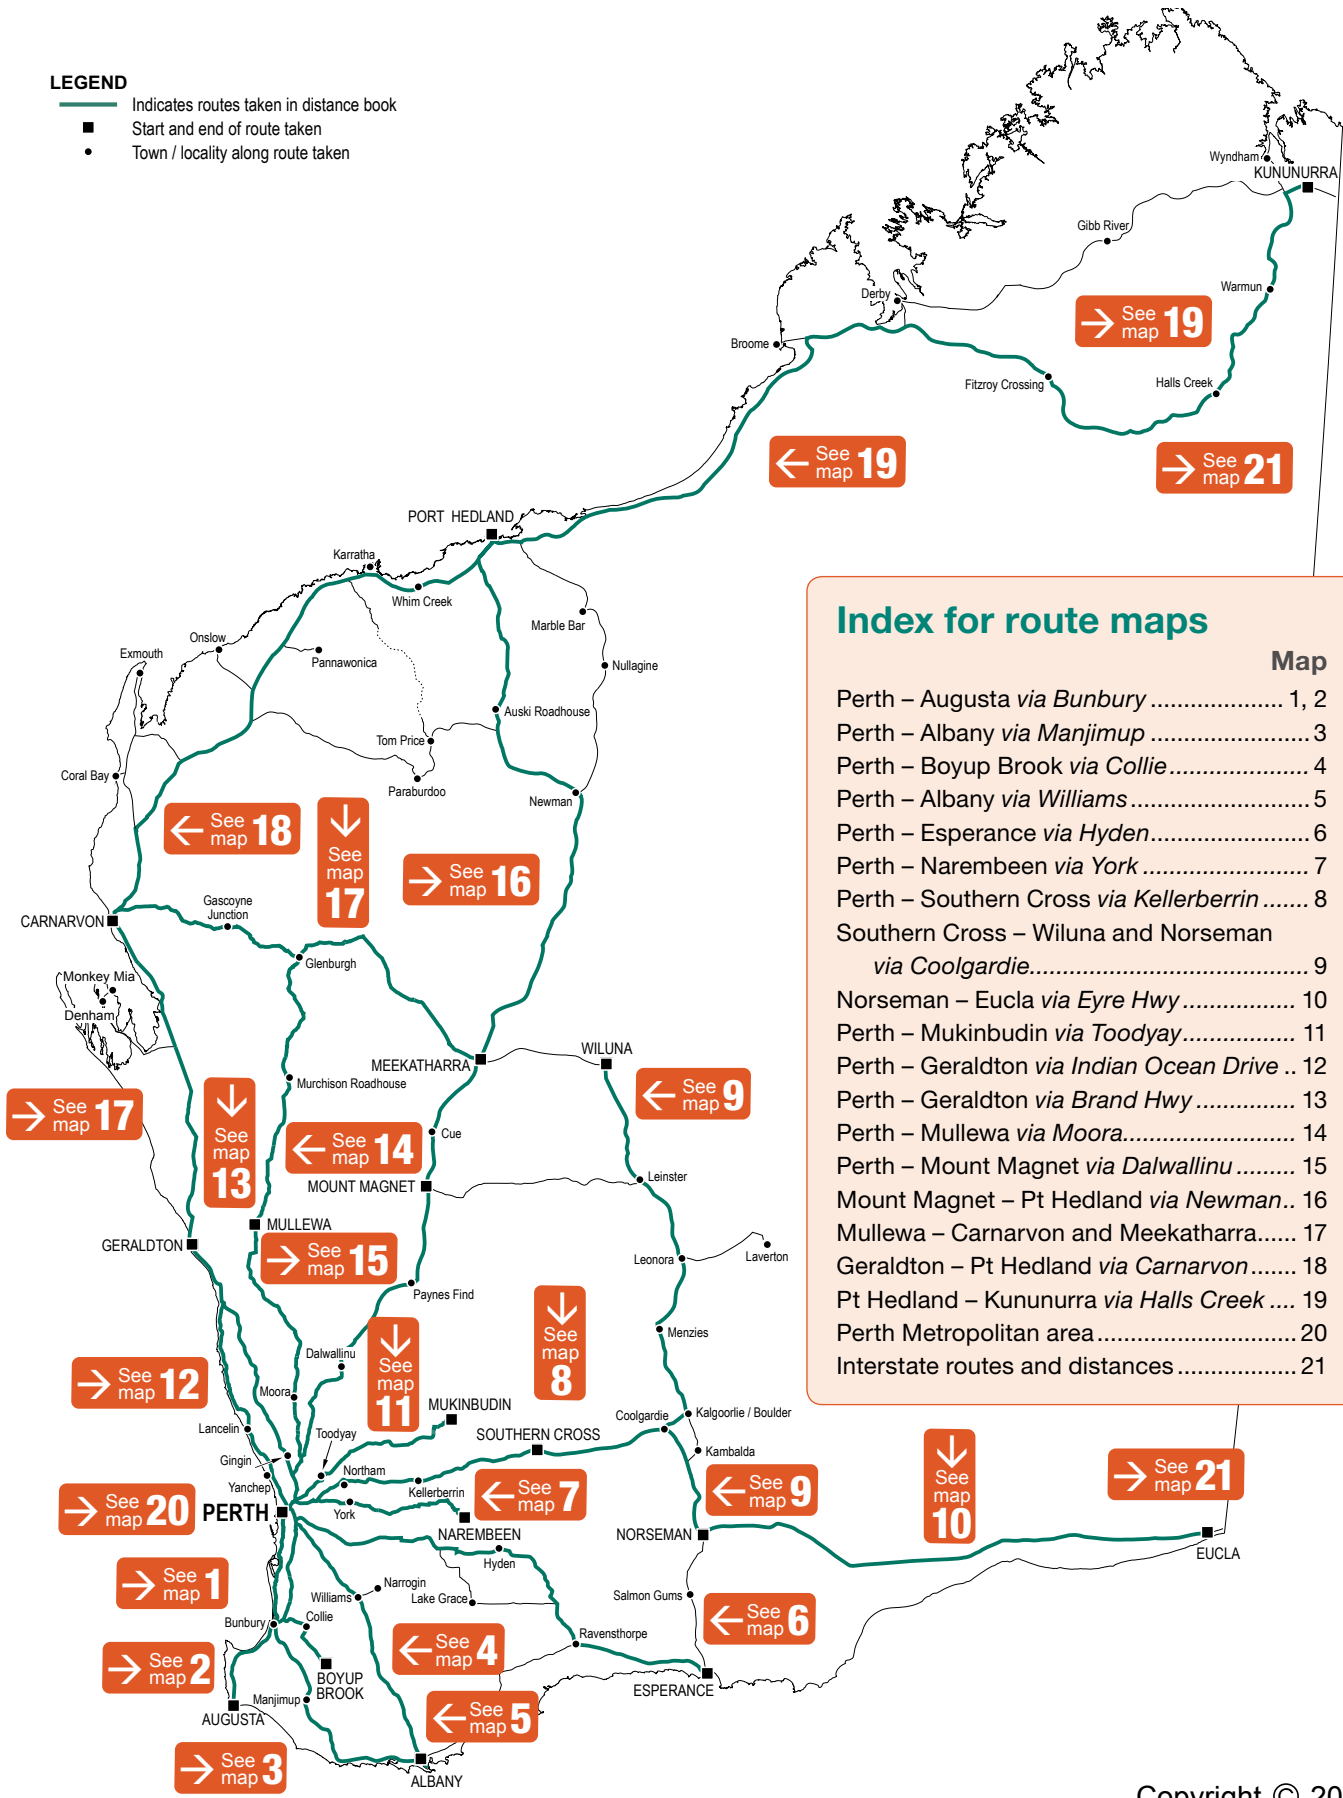 LEGEND
Indicates routes taken in distance book
Start and end of route taken
Town / locality along route taken
Wyndham
KUNUNURRA
Gibb River
Warmun
Derby
See map 19
Broome
Fitzroy Crossing
Halls Creek
See map 19
See map 21
PORT HEDLAND
Karratha
Whim Creek
Marble Bar
Onslow
Exmouth
Pannawonica
Nullagine
Auski Roadhouse
Tom Price
Coral Bay
Paraburdoo
Newman
See map 18
See map 17
See map 16
Gascoyne
Junction
CARNARVON
Glenburgh
Monkey Mia
Denham
MEEKATHARRA
WILUNA
Murchison Roadhouse
See map 17
See map 13
See map 9
Cue
See map 14
MOUNT MAGNET
Leinster
MULLEWA
GERALDTON
See map 15
Leonora
Laverton
Paynes Find
See map 8
Menzies
Dalwallinu
See map 11
See map 12
Moora
MUKINBUDIN
Coolgardie
Kalgoorlie / Boulder
Lancelin
Toodyay
SOUTHERN CROSS
Kambalda
Gingin
Northam
Yanchep
Kellerberrin
See map 7
See map 9
See map 10
See map 21
See map 20
PERTH
York
NAREMBEEN
NORSEMAN
EUCLA
Hyden
See map 1
Narrogin
Williams
Lake Grace
Salmon Gums
See map 6
Bunbury
Collie
Ravensthorpe
See map 4
See map 2
BOYUP
BROOK
ESPERANCE
Manjimup
AUGUSTA
See map 5
See map 3
ALBANY
Index for route maps
Map
Perth – Augusta via Bunbury .................... 1, 2
Perth – Albany via Manjimup ........................ 3
Perth – Boyup Brook via Collie ..................... 4
Perth – Albany via Williams ........................... 5
Perth – Esperance via Hyden ........................ 6
Perth – Narembeen via York ......................... 7
Perth – Southern Cross via Kellerberrin ....... 8
Southern Cross – Wiluna and Norseman
via Coolgardie.......................................... 9
Norseman – Eucla via Eyre Hwy ................. 10
Perth – Mukinbudin via Toodyay................. 11
Perth – Geraldton via Indian Ocean Drive .. 12
Perth – Geraldton via Brand Hwy ............... 13
Perth – Mullewa via Moora.......................... 14
Perth – Mount Magnet via Dalwallinu ......... 15
Mount Magnet – Pt Hedland via Newman.. 16
Mullewa – Carnarvon and Meekatharra...... 17
Geraldton – Pt Hedland via Carnarvon ....... 18
Pt Hedland – Kununurra via Halls Creek .... 19
Perth Metropolitan area ............................... 20
Interstate routes and distances .................. 21
Copyright © 20